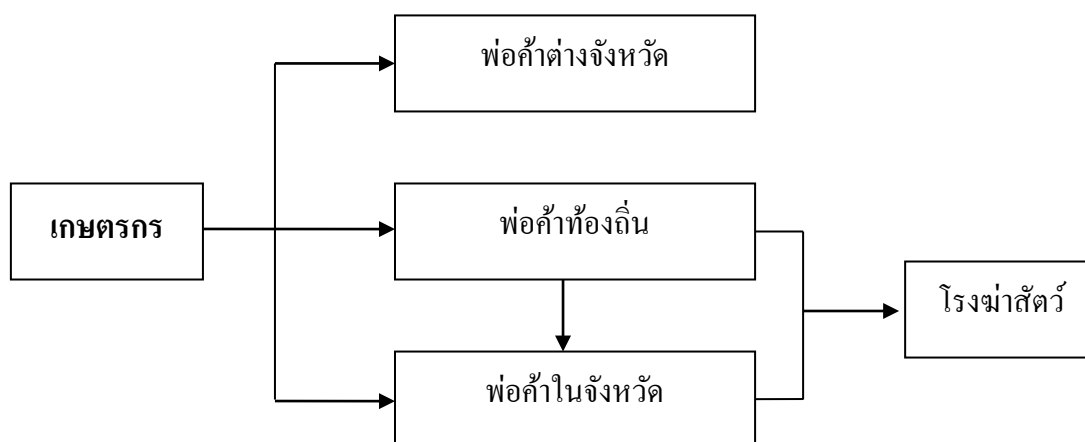 พ่อค้าต่างจังหวัด
เกษตรกร
พ่อค้าท้องถิ่น
โรงฆ่าสัตว์
พ่อค้าในจังหวัด